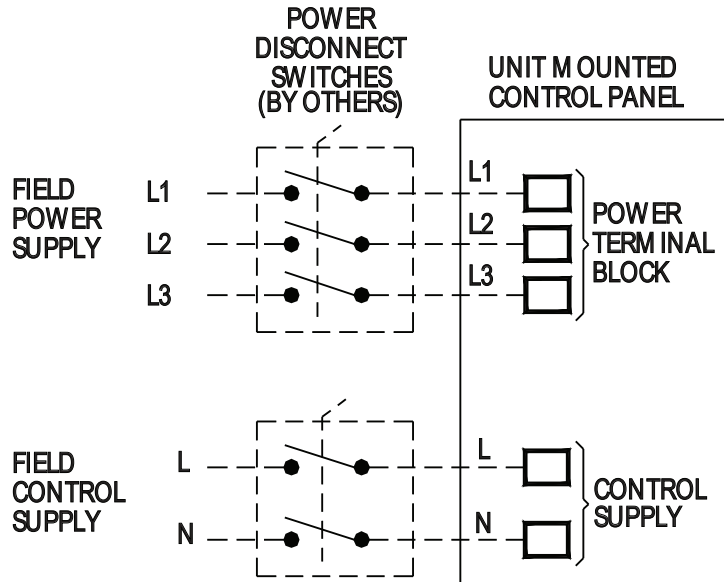 POWER
DISCONNECT
SWITCHES
(BY OTHERS)
UNIT MOUNTED
CONTROL PANEL
FIELD
POWER
SUPPLY
L1
L2
L3
L1
L2
L3
POWER
TERMINAL
BLOCK
FIELD
CONTROL
SUPPLY
L
N
L
N
CONTROL
SUPPLY